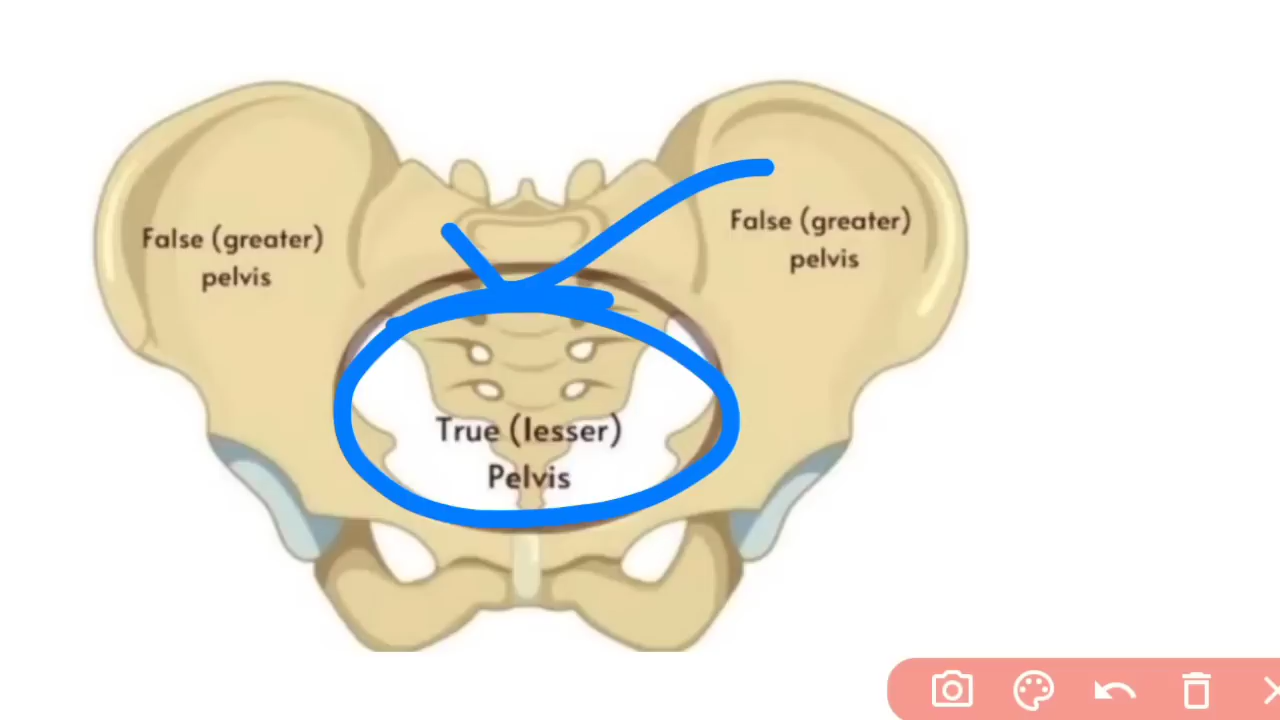 False (greater)
pelvis
False (greater)
pelvis
True (lesser)
Pelvis